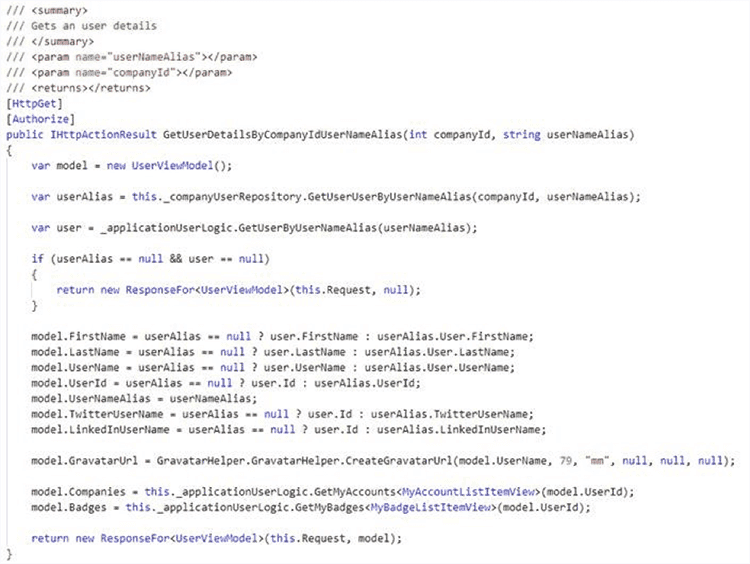 /// <summary>
/// Gets an user details
/// </summary>
/// <param name="userNameAlias"></param>
/// <param name="companyId"></param>
/// <returns></returns>
[HttpGet]
[Authorize]
public IHttpActionResult GetUserDetailsByCompanyIdUserNameAlias(int companyId, string userNameAlias)
{
    var model = new UserViewModel();

    var userAlias = this._companyUserRepository.GetUserUserByUserNameAlias(companyId, userNameAlias);

    var user = _applicationUserLogic.GetUserByUserNameAlias(userNameAlias);

    if (userAlias == null && user == null)
    {
        return new ResponseFor<UserViewModel>(this.Request, null);
    }

    model.FirstName = userAlias == null ? user.FirstName : userAlias.User.FirstName;
    model.LastName = userAlias == null ? user.LastName : userAlias.User.LastName;
    model.UserName = userAlias == null ? user.UserName : userAlias.User.UserName;
    model.UserId = userAlias == null ? user.Id : userAlias.UserId;
    model.UserNameAlias = userNameAlias;
    model.TwitterUserName = userAlias == null ? user.Id : userAlias.TwitterUserName;
    model.LinkedInUserName = userAlias == null ? user.Id : userAlias.LinkedInUserName;

    model.GravatarUrl = GravatarHelper.GravatarHelper.CreateGravatarUrl(model.UserName, 79, "mm", null, null, null);

    model.Companies = this._applicationUserLogic.GetMyAccounts<MyAccountListItemView>(model.UserId);
    model.Badges = this._applicationUserLogic.GetMyBadges<MyBadgeListItemView>(model.UserId);

    return new ResponseFor<UserViewModel>(this.Request, model);
}